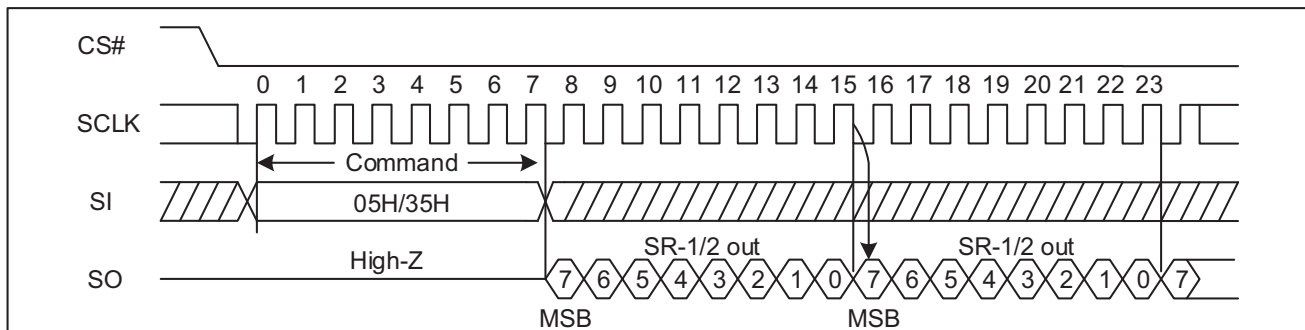 CS#
0 1 2 3 4 5 6 7 8 9 10 11 12 13 14 15 16 17 18 19 20 21 22 23
SCLK
Command
SI
05H/35H
High-Z
SR-1/2 out
SR-1/2 out
SO
7 6 5 4 3 2 1 0 7 6 5 4 3 2 1 0 7
MSB
MSB